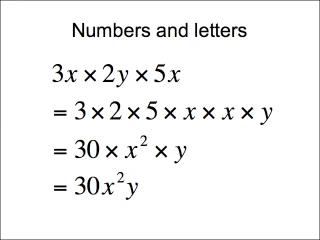 Numbers and letters
3x × 2y × 5x
= 3 × 2 × 5 × x × x × y
= 30 × x² × y
= 30x²y